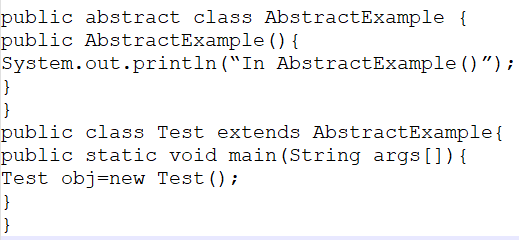 public abstract class AbstractExample {
public AbstractExample(){
System.out.println(“In AbstractExample()”);
}
}
public class Test extends AbstractExample{
public static void main(String args[]){
Test obj=new Test();
}
}